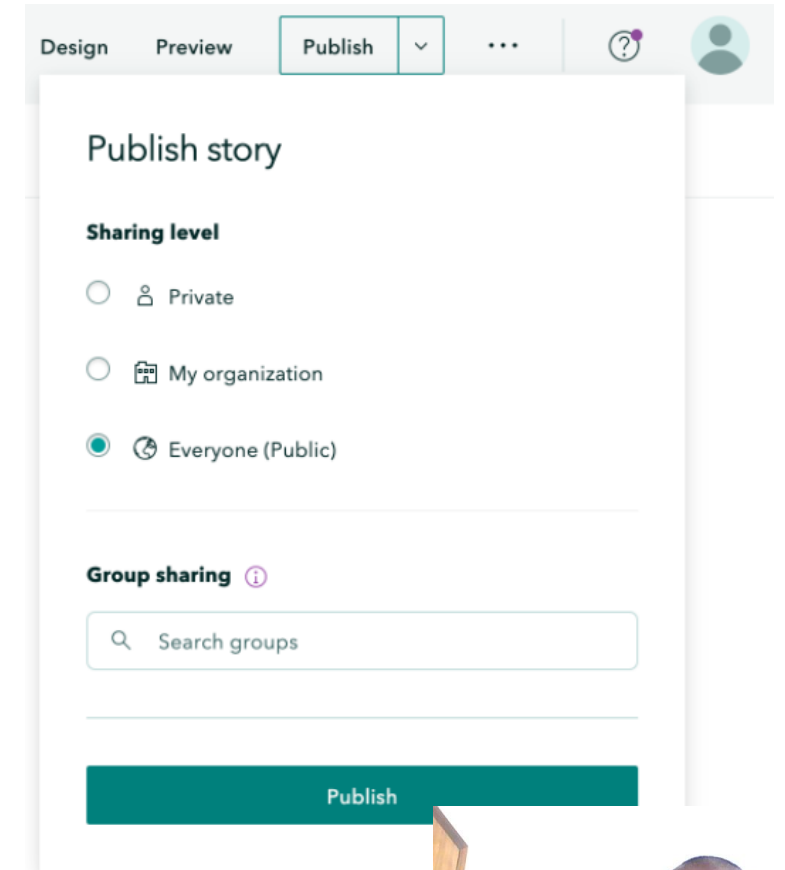 Design Preview Publish ...
Publish story
Sharing level
Private
My organization
Everyone (Public)
Group sharing
Search groups
Publish